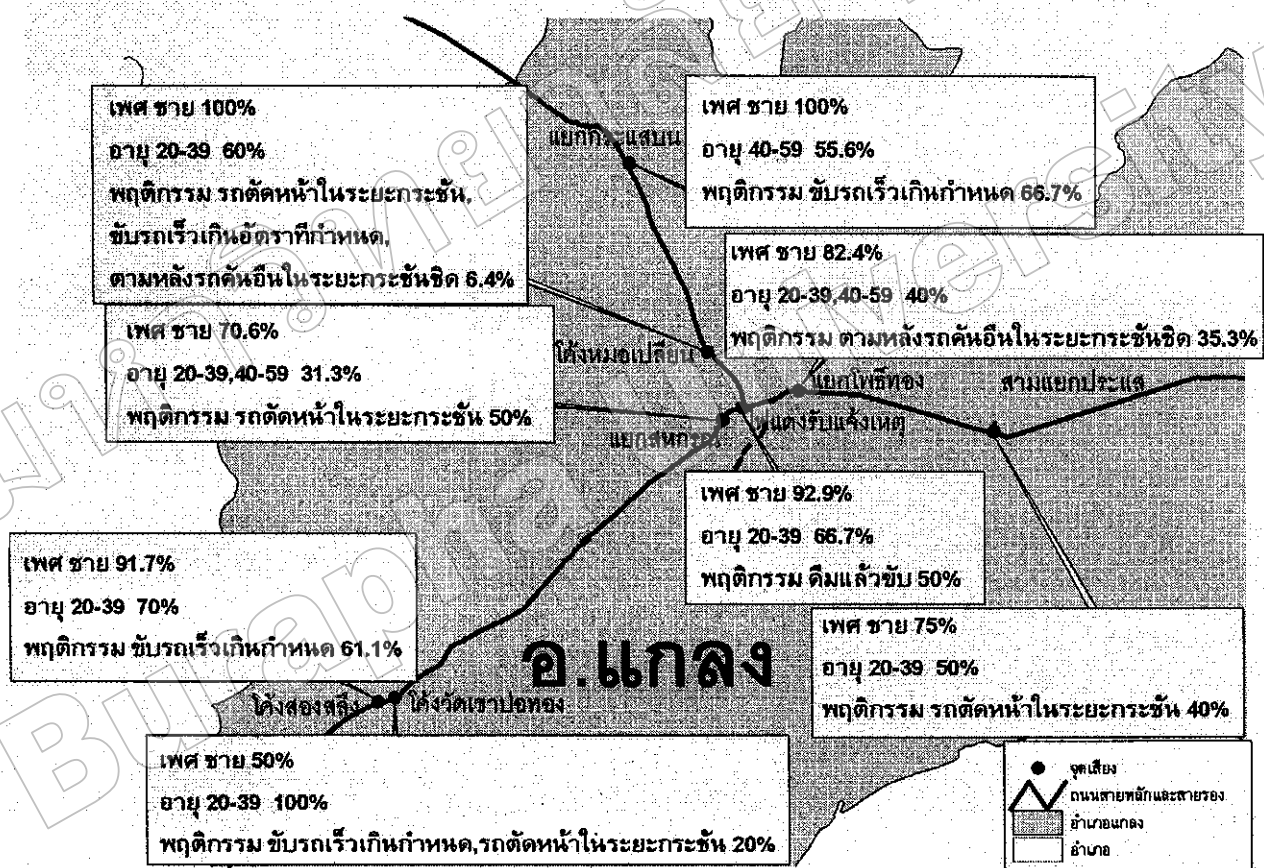 เพศ ชาย 100%
อายุ 20-39 60%
พฤติกรรม รถตัดหน้าในระยะกระชั้น,
ขับรถเร็วเกินอัตราที่กำหนด,
ตามหลังรถคันอื่นในระยะกระชั้นชิด 6.4%
แยกกระแสบน
เพศ ชาย 100%
อายุ 40-59 55.6%
พฤติกรรม ขับรถเร็วเกินกำหนด 66.7%
เพศ ชาย 82.4%
อายุ 20-39,40-59 40%
พฤติกรรม ตามหลังรถคันอื่นในระยะกระชั้นชิด 35.3%
เพศ ชาย 70.6%
อายุ 20-39,40-59 31.3%
พฤติกรรม รถตัดหน้าในระยะกระชั้น 50%
โค้งหมอเปลี่ยน
แยกโพธิ์ทอง
สามแยกประแส
แยกสหกรณ์
ตู้แดงรับแจ้งเหตุ
เพศ ชาย 92.9%
อายุ 20-39 66.7%
พฤติกรรม ดื่มแล้วขับ 50%
เพศ ชาย 91.7%
อายุ 20-39 70%
พฤติกรรม ขับรถเร็วเกินกำหนด 61.1%
อ.แกลง
เพศ ชาย 75%
อายุ 20-39 50%
พฤติกรรม รถตัดหน้าในระยะกระชั้น 40%
โค้งสองสลึง
โค้งวัดเขาปอทอง
เพศ ชาย 50%
อายุ 20-39 100%
พฤติกรรม ขับรถเร็วเกินกำหนด,รถตัดหน้าในระยะกระชั้น 20%
จุดเสี่ยง
ถนนสายหลักและสายรอง
อำเภอแกลง
อำเภอ
Burapha University